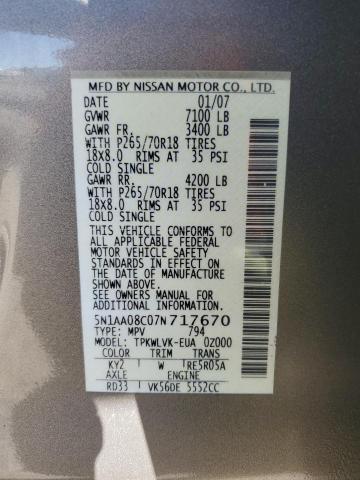 MFD BY NISSAN MOTOR CO., LTD.
DATE 01/07
GVWR 7100 LB
GAWR FR. 3400 LB
WITH P265/70R18 TIRES
18X8.0 RIMS AT 35 PSI
COLD SINGLE
GAWR RR. 4200 LB
WITH P265/70R18 TIRES
18X8.0 RIMS AT 35 PSI
COLD SINGLE
THIS VEHICLE CONFORMS TO
ALL APPLICABLE FEDERAL
MOTOR VEHICLE SAFETY
STANDARDS IN EFFECT ON
THE DATE OF MANUFACTURE
SHOWN ABOVE.
SEE OWNERS MANUAL FOR
ADDITIONAL INFORMATION
5N1AA08C07N717670
TYPE: MPV 794
MODEL: TPKWLVK-EUA 0Z000
COLOR TRIM TRANS
KY2 W RE5R05A
AXLE ENGINE
RD33 VK56DE 5552CC